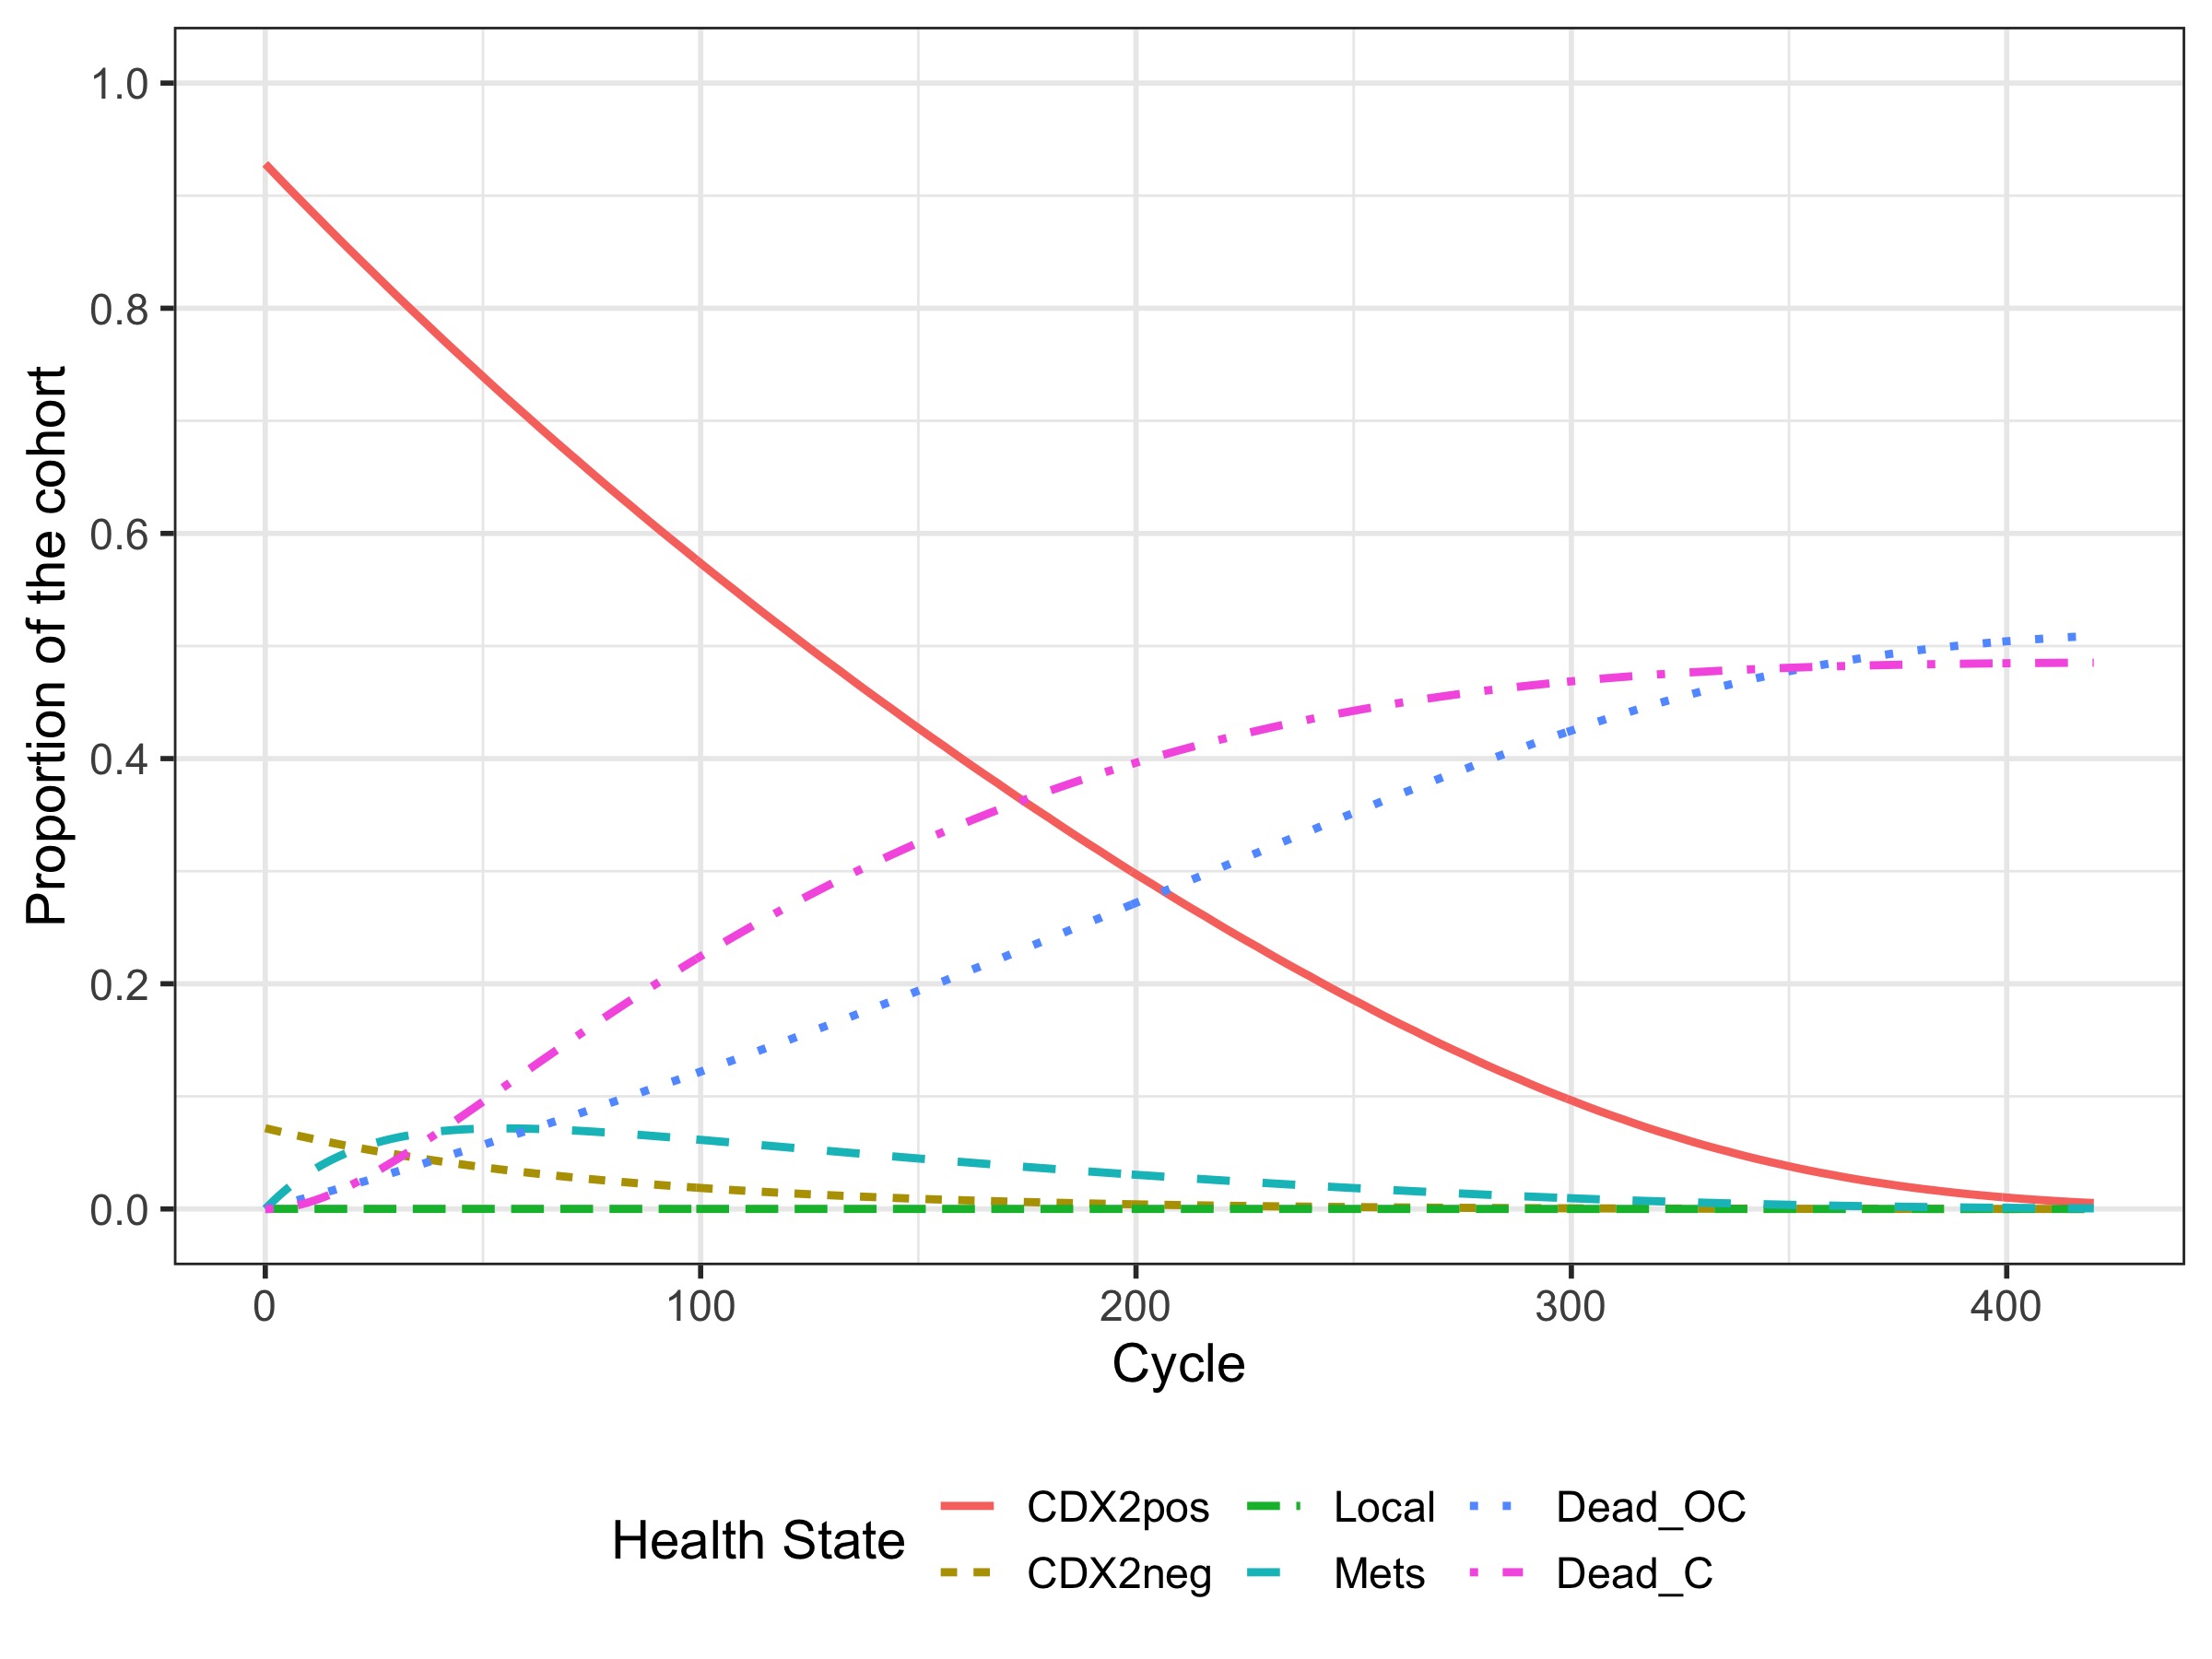 1.0
0.8
0.6
0.4
0.2
0.0
Proportion of the cohort
0 100 200 300 400
Cycle
Health State
CDX2pos Local Dead_OC
CDX2neg Mets Dead_C